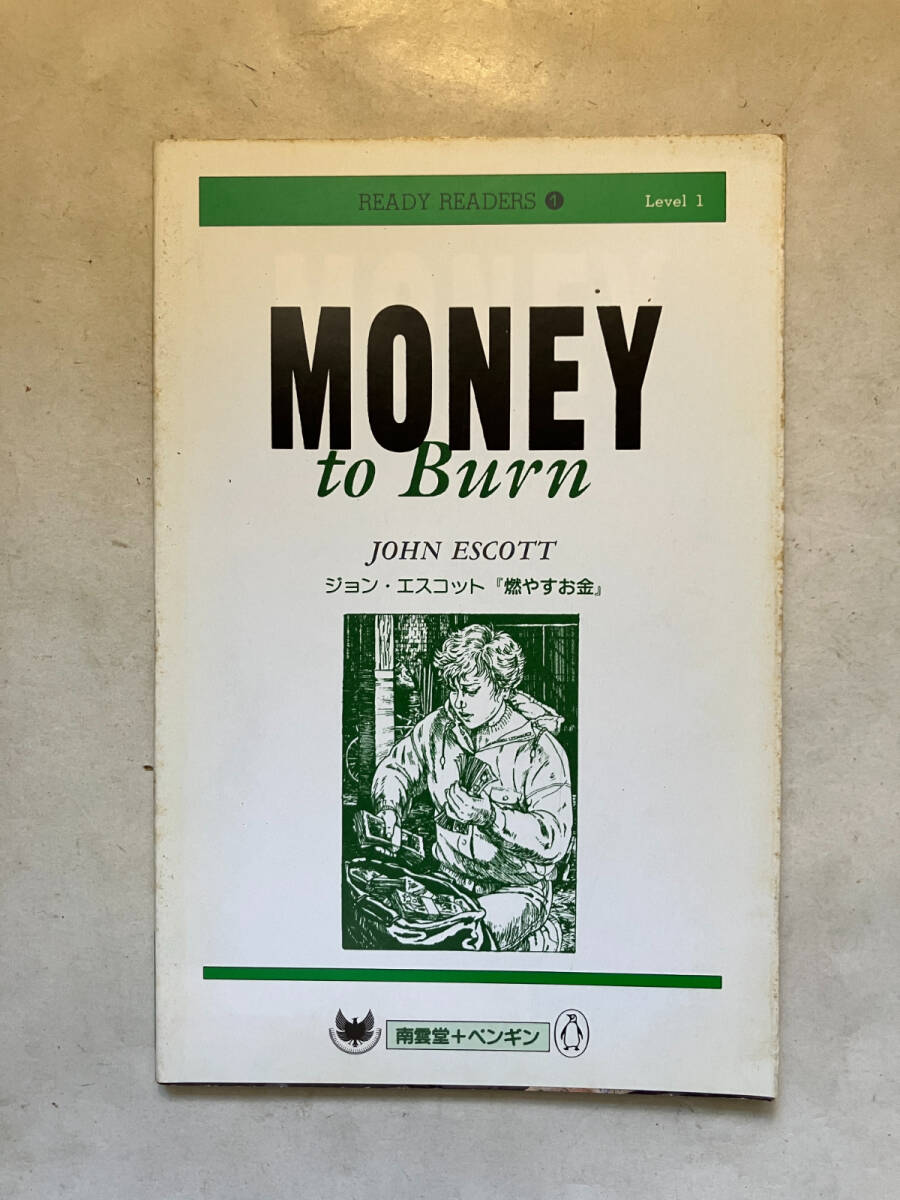 READY READERS ❶ Level 1
MONEY
to Burn
JOHN ESCOTT
ジョン・エスコット『燃やすお金』
南雲堂＋ペンギン